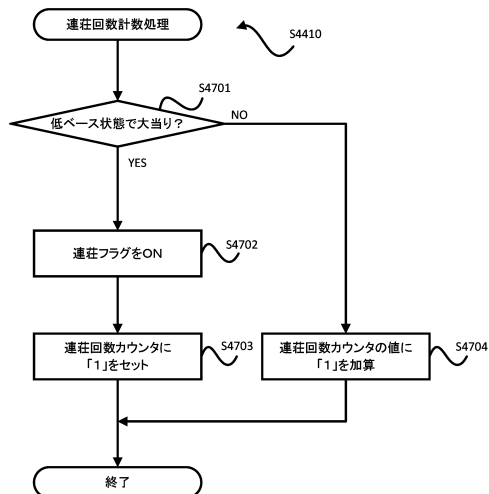 連荘回数計数処理
S4410
S4701
低ベース状態で大当り？
NO
YES
連荘フラグをON
S4702
連荘回数カウンタに
「1」をセット
S4703
連荘回数カウンタの値に
「1」を加算
S4704
終了